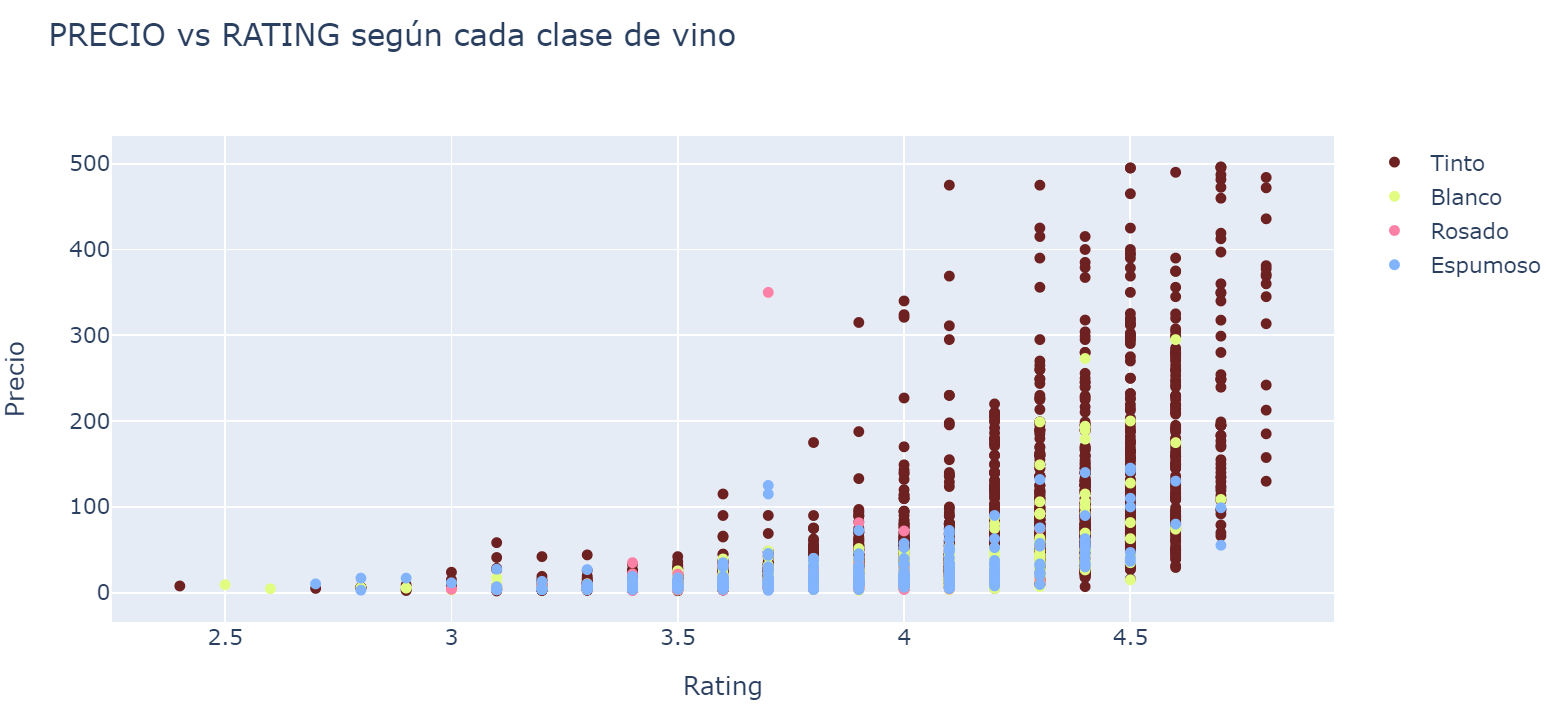 PRECIO vs RATING según cada clase de vino
500
400
300
200
100
0
Precio
2.5
3
3.5
4
4.5
Rating
Tinto
Blanco
Rosado
Espumoso